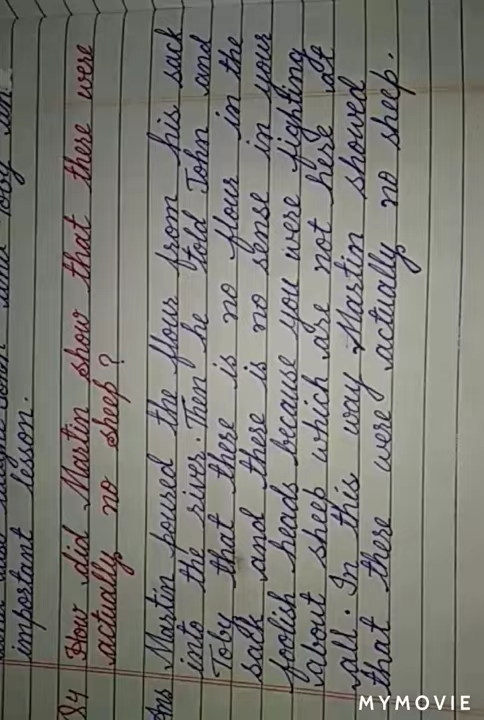 important lesson.
Q4 How did Martin show that there were
actually no sheep?
Ans Martin poured the flour from his sack
into the river. Then he told John and
Toby that there is no flour in the
sack and there is no sense in your
foolish heads because you were fighting
about sheep which are not here at
all. In this way Martin showed
that there were actually no sheep.
MYMOVIE